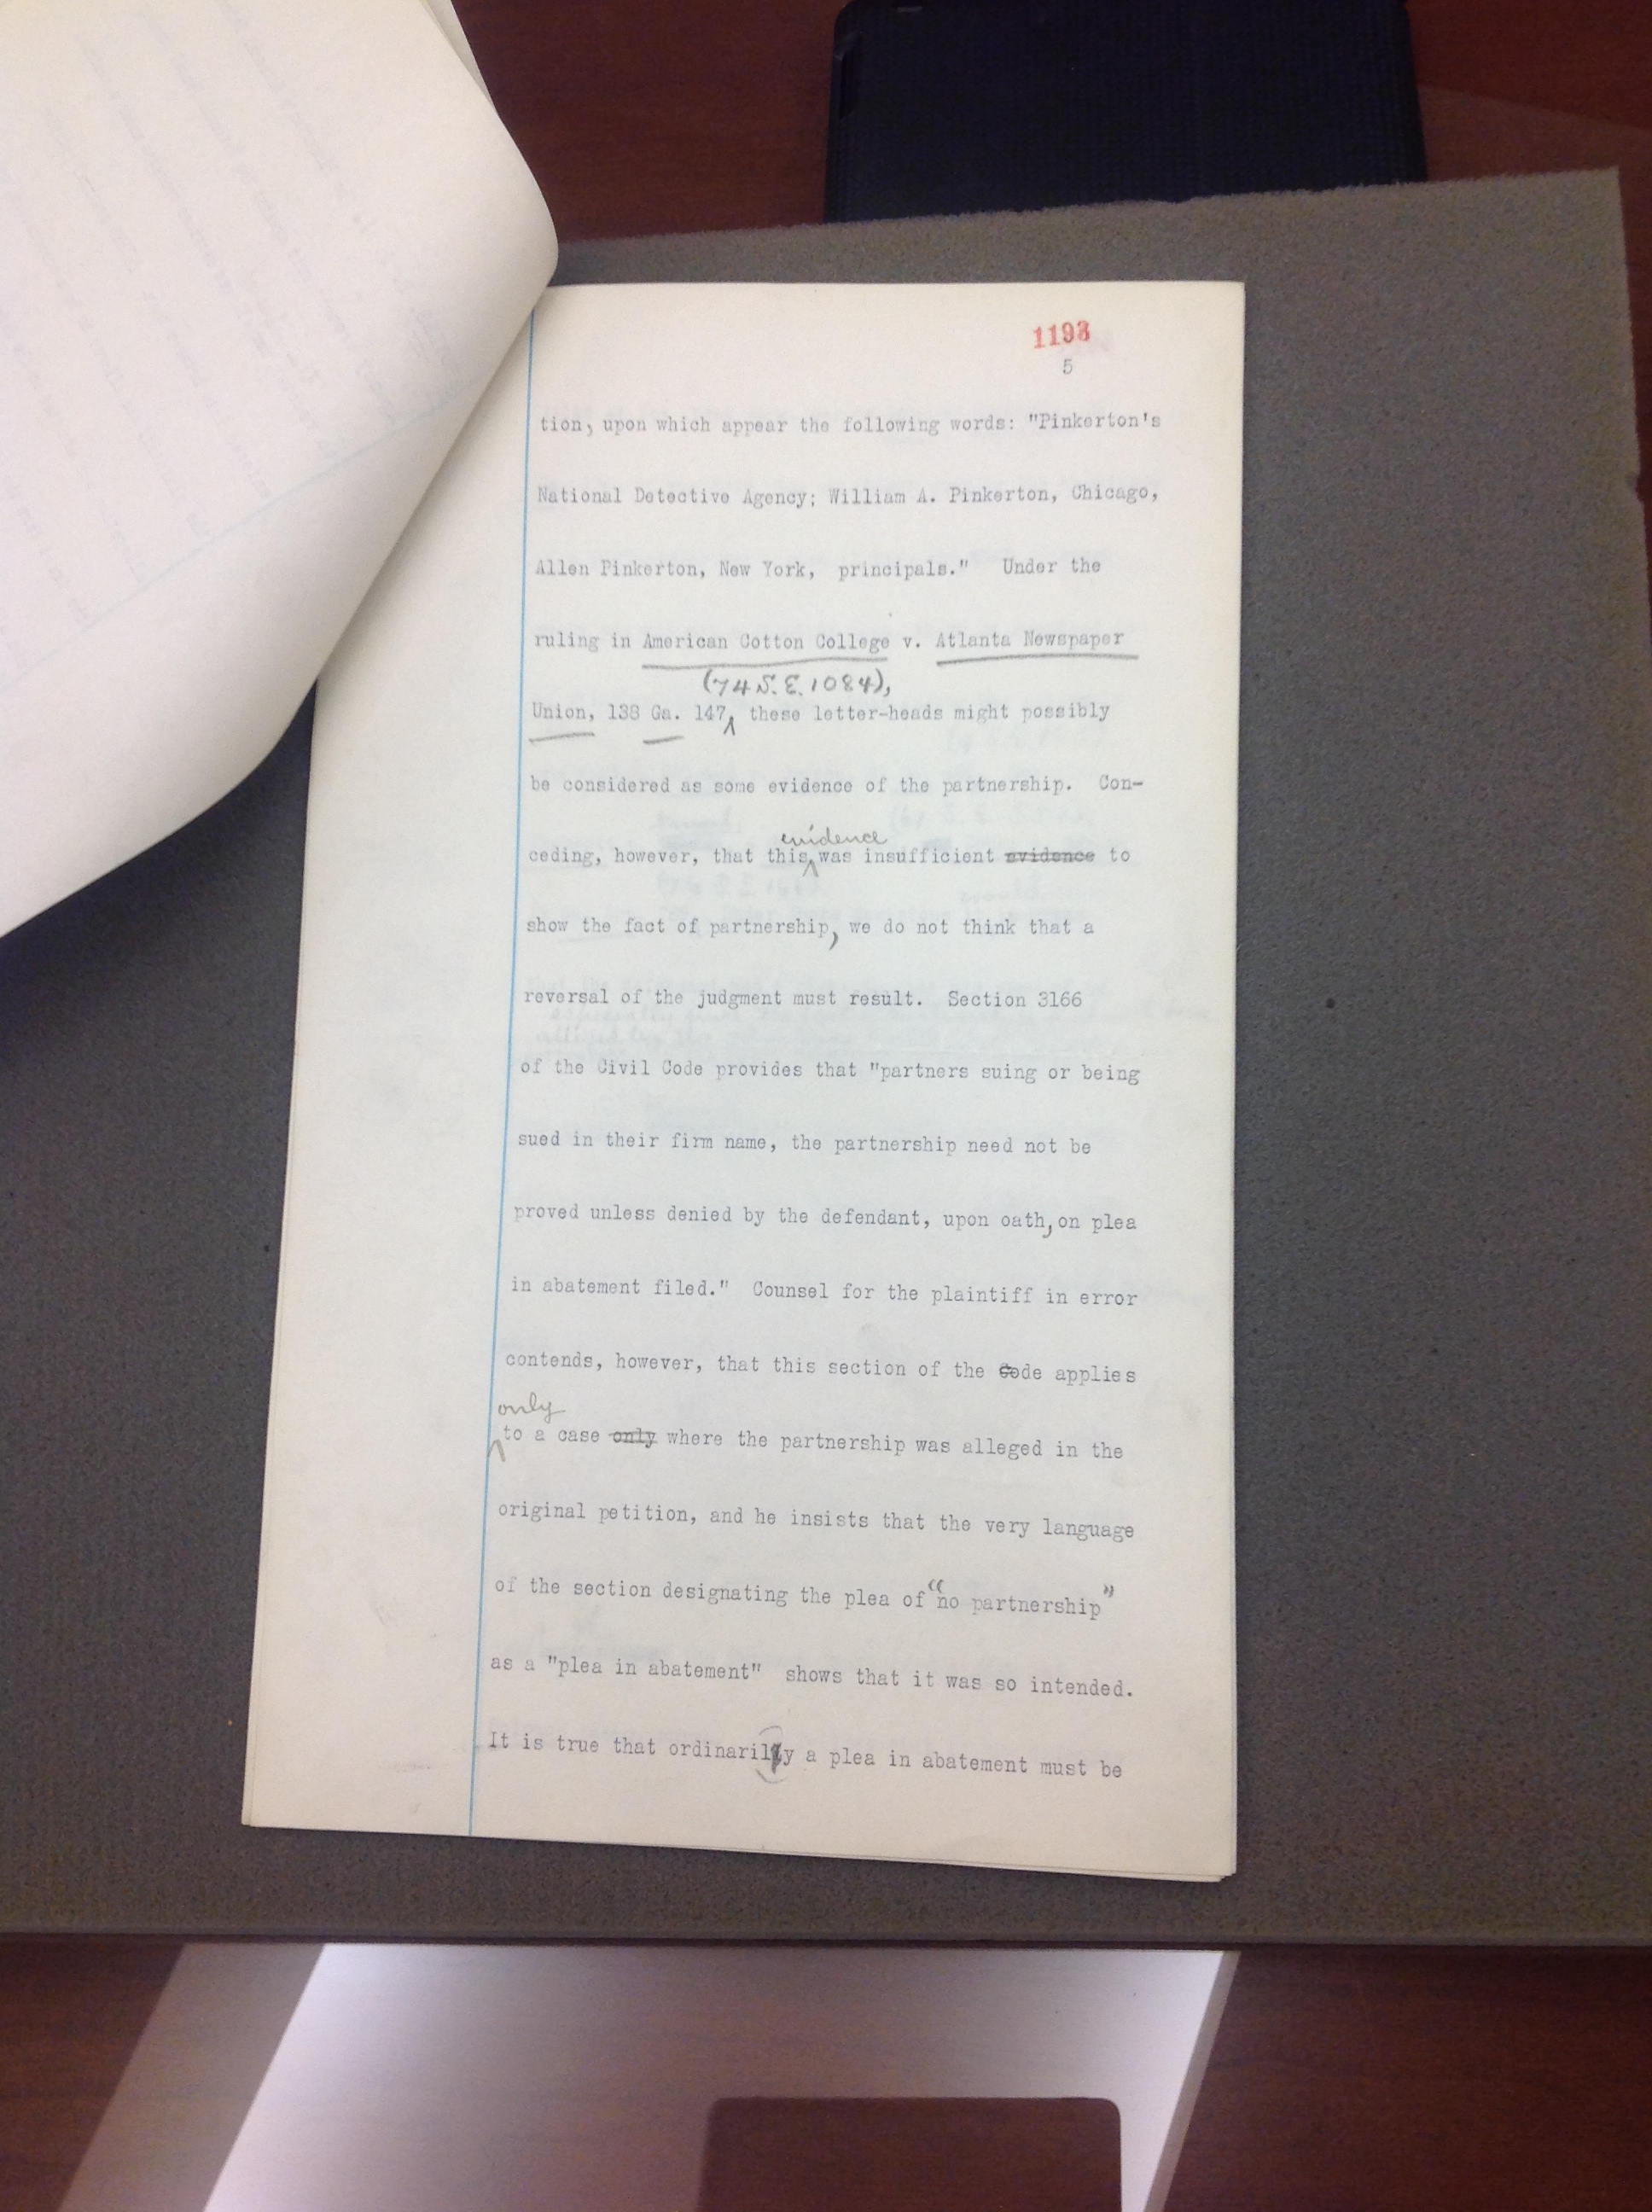 1193
5
tion, upon which appear the following words: "Pinkerton's
National Detective Agency; William A. Pinkerton, Chicago,
Allen Pinkerton, New York, principals." Under the
ruling in American Cotton College v. Atlanta Newspaper
(74 S.E. 1084),
Union, 138 Ga. 147, these letter-heads might possibly
be considered as some evidence of the partnership. Con-
evidence
ceding, however, that this was insufficient evidence to
show the fact of partnership, we do not think that a
reversal of the judgment must result. Section 3166
of the Civil Code provides that "partners suing or being
sued in their firm name, the partnership need not be
proved unless denied by the defendant, upon oath, on plea
in abatement filed." Counsel for the plaintiff in error
contends, however, that this section of the Code applies
only
to a case only where the partnership was alleged in the
original petition, and he insists that the very language
of the section designating the plea of "no partnership"
as a "plea in abatement" shows that it was so intended.
It is true that ordinarily a plea in abatement must be